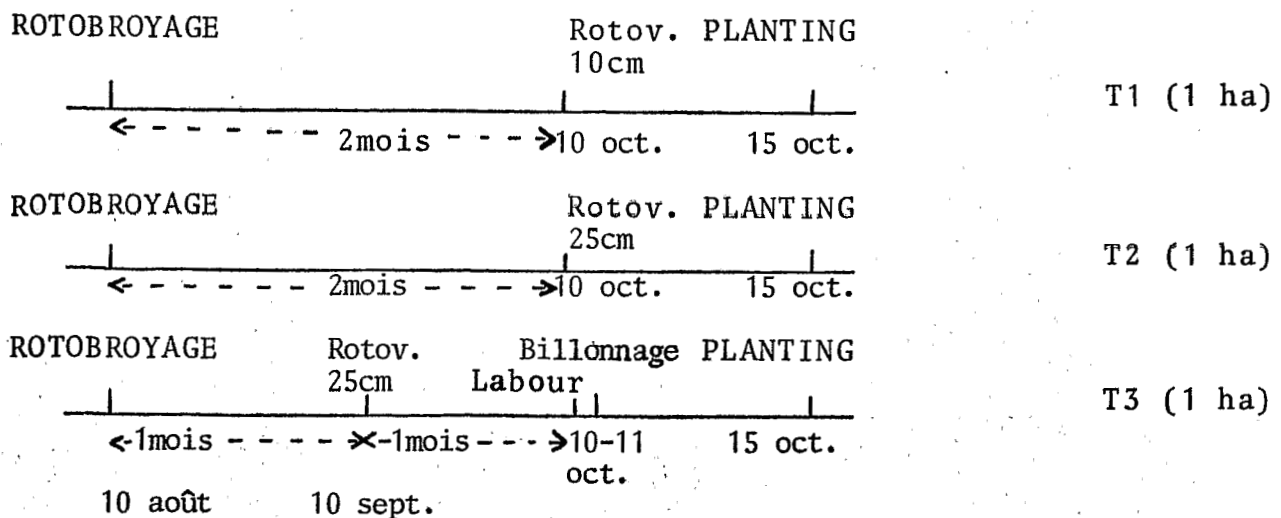 ROTOBROYAGE Rotov. PLANTING
10cm
T1 (1 ha)
2mois 10 oct. 15 oct.
ROTOBROYAGE Rotov. PLANTING
25cm
T2 (1 ha)
2mois 10 oct. 15 oct.
ROTOBROYAGE Rotov. Billonnage PLANTING
25cm Labour
T3 (1 ha)
1mois 1mois 10-11 15 oct.
oct.
10 août 10 sept.